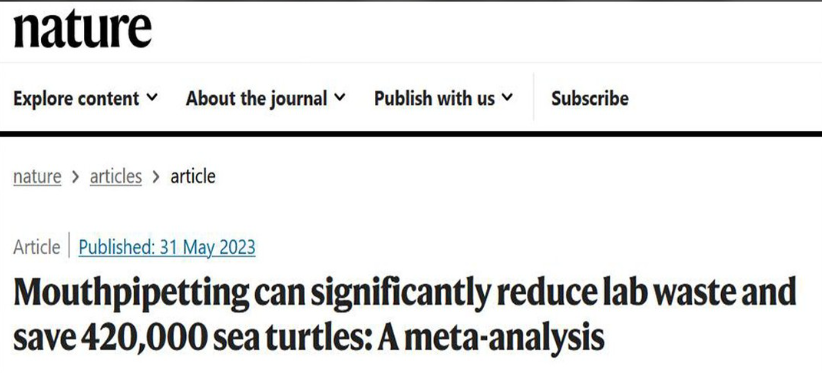 nature
Explore content About the journal Publish with us Subscribe
nature > articles > article
Article | Published: 31 May 2023
Mouthpipetting can significantly reduce lab waste and
save 420,000 sea turtles: A meta-analysis